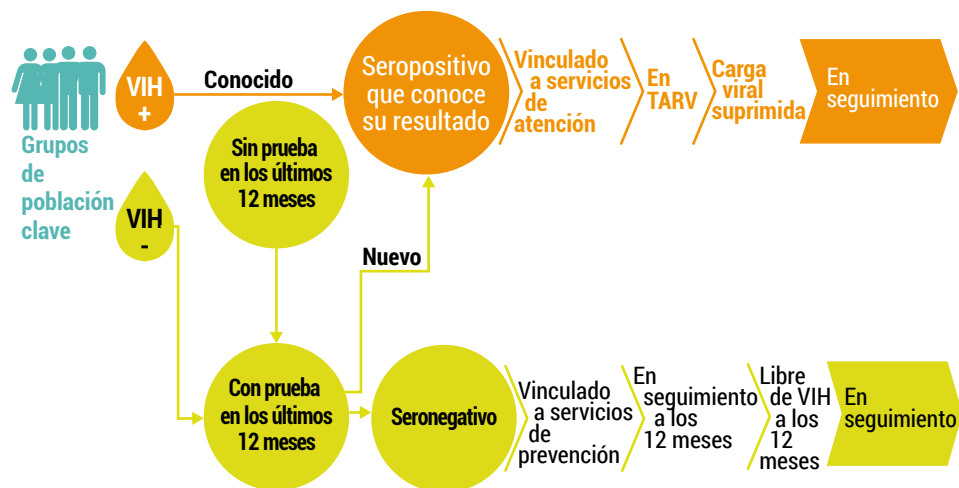 Grupos
de
población
clave
VIH
+
Conocido
Seropositivo
que conoce
su resultado
Vinculado
a servicios
de
atención
En
TARV
Carga
viral
suprimida
En
seguimiento
Sin prueba
en los últimos
12 meses
VIH
-
Nuevo
Con prueba
en los últimos
12 meses
Seronegativo
Vinculado
a servicios
de
prevención
En
seguimiento
a los
12 meses
Libre
de VIH
a los
12
meses
En
seguimiento